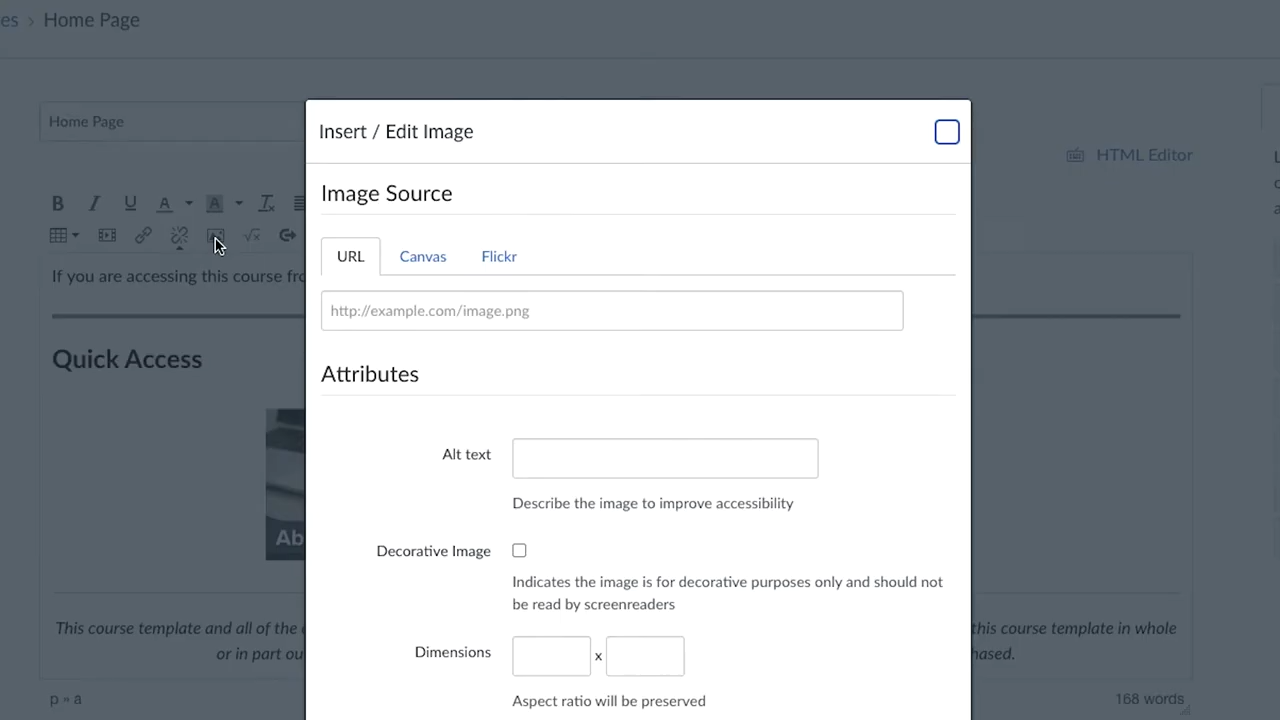 es › Home Page
Home Page
Insert / Edit Image
HTML Editor
B I U A A
Image Source
URL Canvas Flickr
If you are accessing this course fro
http://example.com/image.png
Quick Access
Attributes
Alt text
Describe the image to improve accessibility
Ab
Decorative Image
Indicates the image is for decorative purposes only and should not
be read by screenreaders
This course template and all of the
this course template in whole
or in part ou
hased.
Dimensions
x
Aspect ratio will be preserved
p » a
168 words